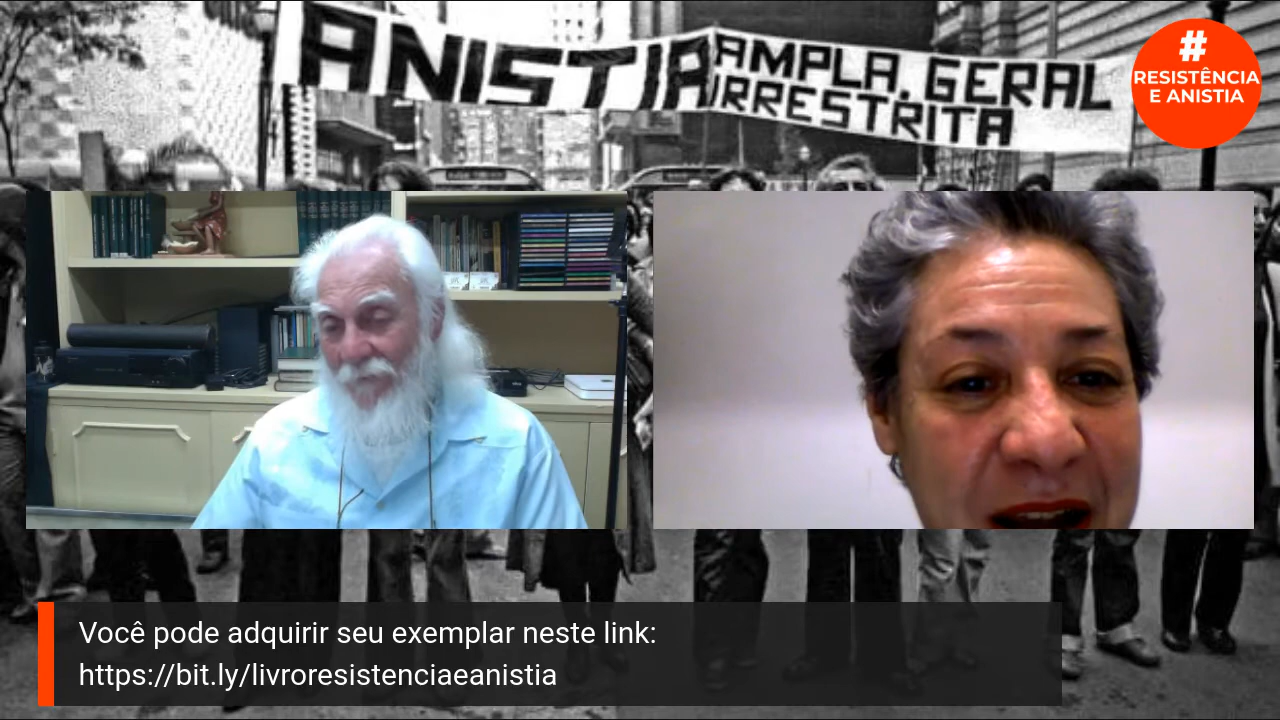 ANISTIA AMPLA, GERAL
IRRESTRITA
#
RESISTÊNCIA
E ANISTIA
Você pode adquirir seu exemplar neste link:
https://bit.ly/livroresistenciaeanistia